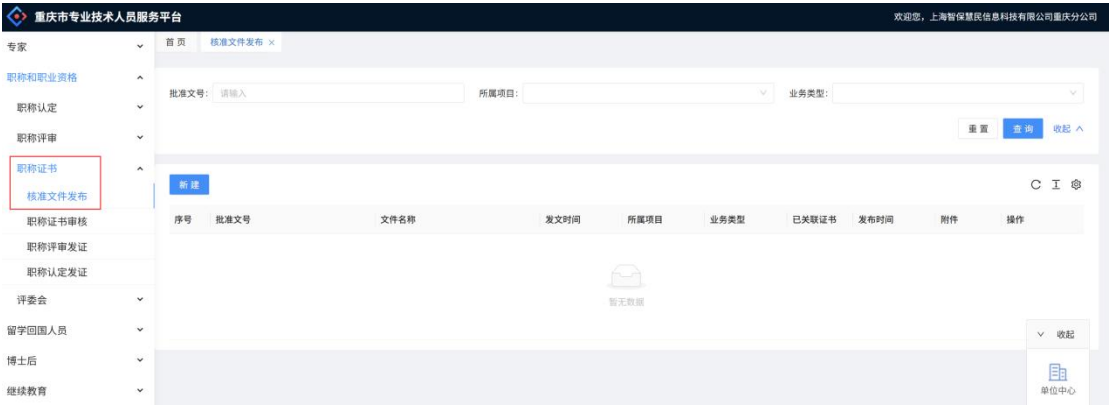 重庆市专业技术人员服务平台
欢迎您，上海智保慧民信息科技有限公司重庆分公司
专家
首页 核准文件发布 ×
职称和职业资格
批准文号: 请输入 所属项目: 业务类型:
职称认定
重置 查询 收起
职称评审
职称证书
新建
核准文件发布
序号 批准文号 文件名称 发文时间 所属项目 业务类型 已关联证书 发布时间 附件 操作
职称证书审核
职称评审发证
职称认定发证
暂无数据
评委会
留学回国人员
收起
博士后
单位中心
继续教育